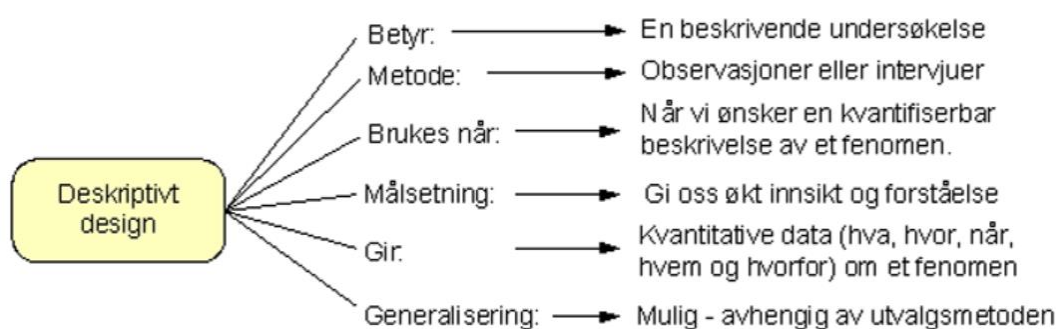 Deskriptivt
design
Betyr:
En beskrivende undersøkelse
Metode:
Observasjoner eller intervjuer
Brukes når:
Når vi ønsker en kvantifiserbar
beskrivelse av et fenomen.
Målsetning:
Gi oss økt innsikt og forståelse
Gir:
Kvantitative data (hva, hvor, når,
hvem og hvorfor) om et fenomen
Generalisering:
Mulig - avhengig av utvalgsmetoden